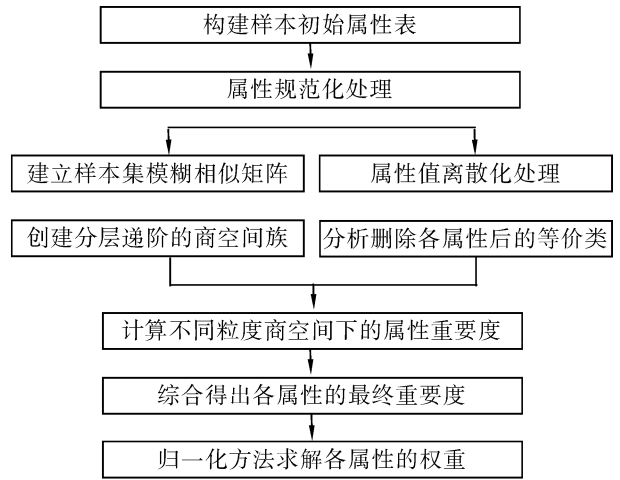 构建样本初始属性表
属性规范化处理
建立样本集模糊相似矩阵
属性值离散化处理
创建分层递阶的商空间族
分析删除各属性后的等价类
计算不同粒度商空间下的属性重要度
综合得出各属性的最终重要度
归一化方法求解各属性的权重